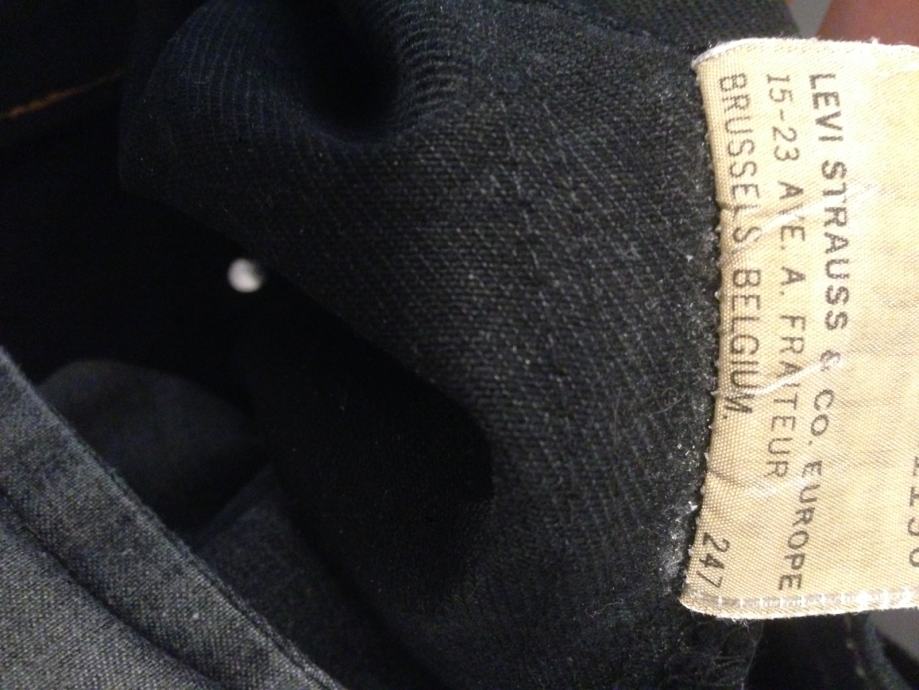 LEVI STRAUSS & CO. EUROPE
15-23 AVE. A. FRAITEUR
BRUSSELS BELGIUM
247